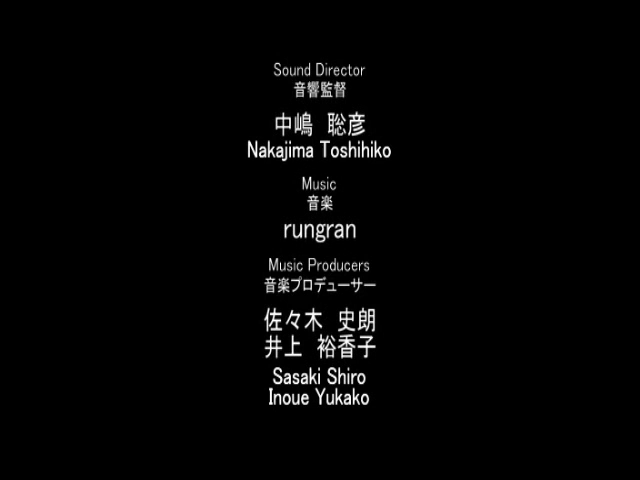 Sound Director
音響監督
中嶋 聡彦
Nakajima Toshihiko
Music
音楽
rungran
Music Producers
音楽プロデューサー
佐々木 史朗
井上 裕香子
Sasaki Shiro
Inoue Yukako